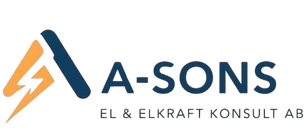 A-SONS
EL & ELKRAFT KONSULT AB